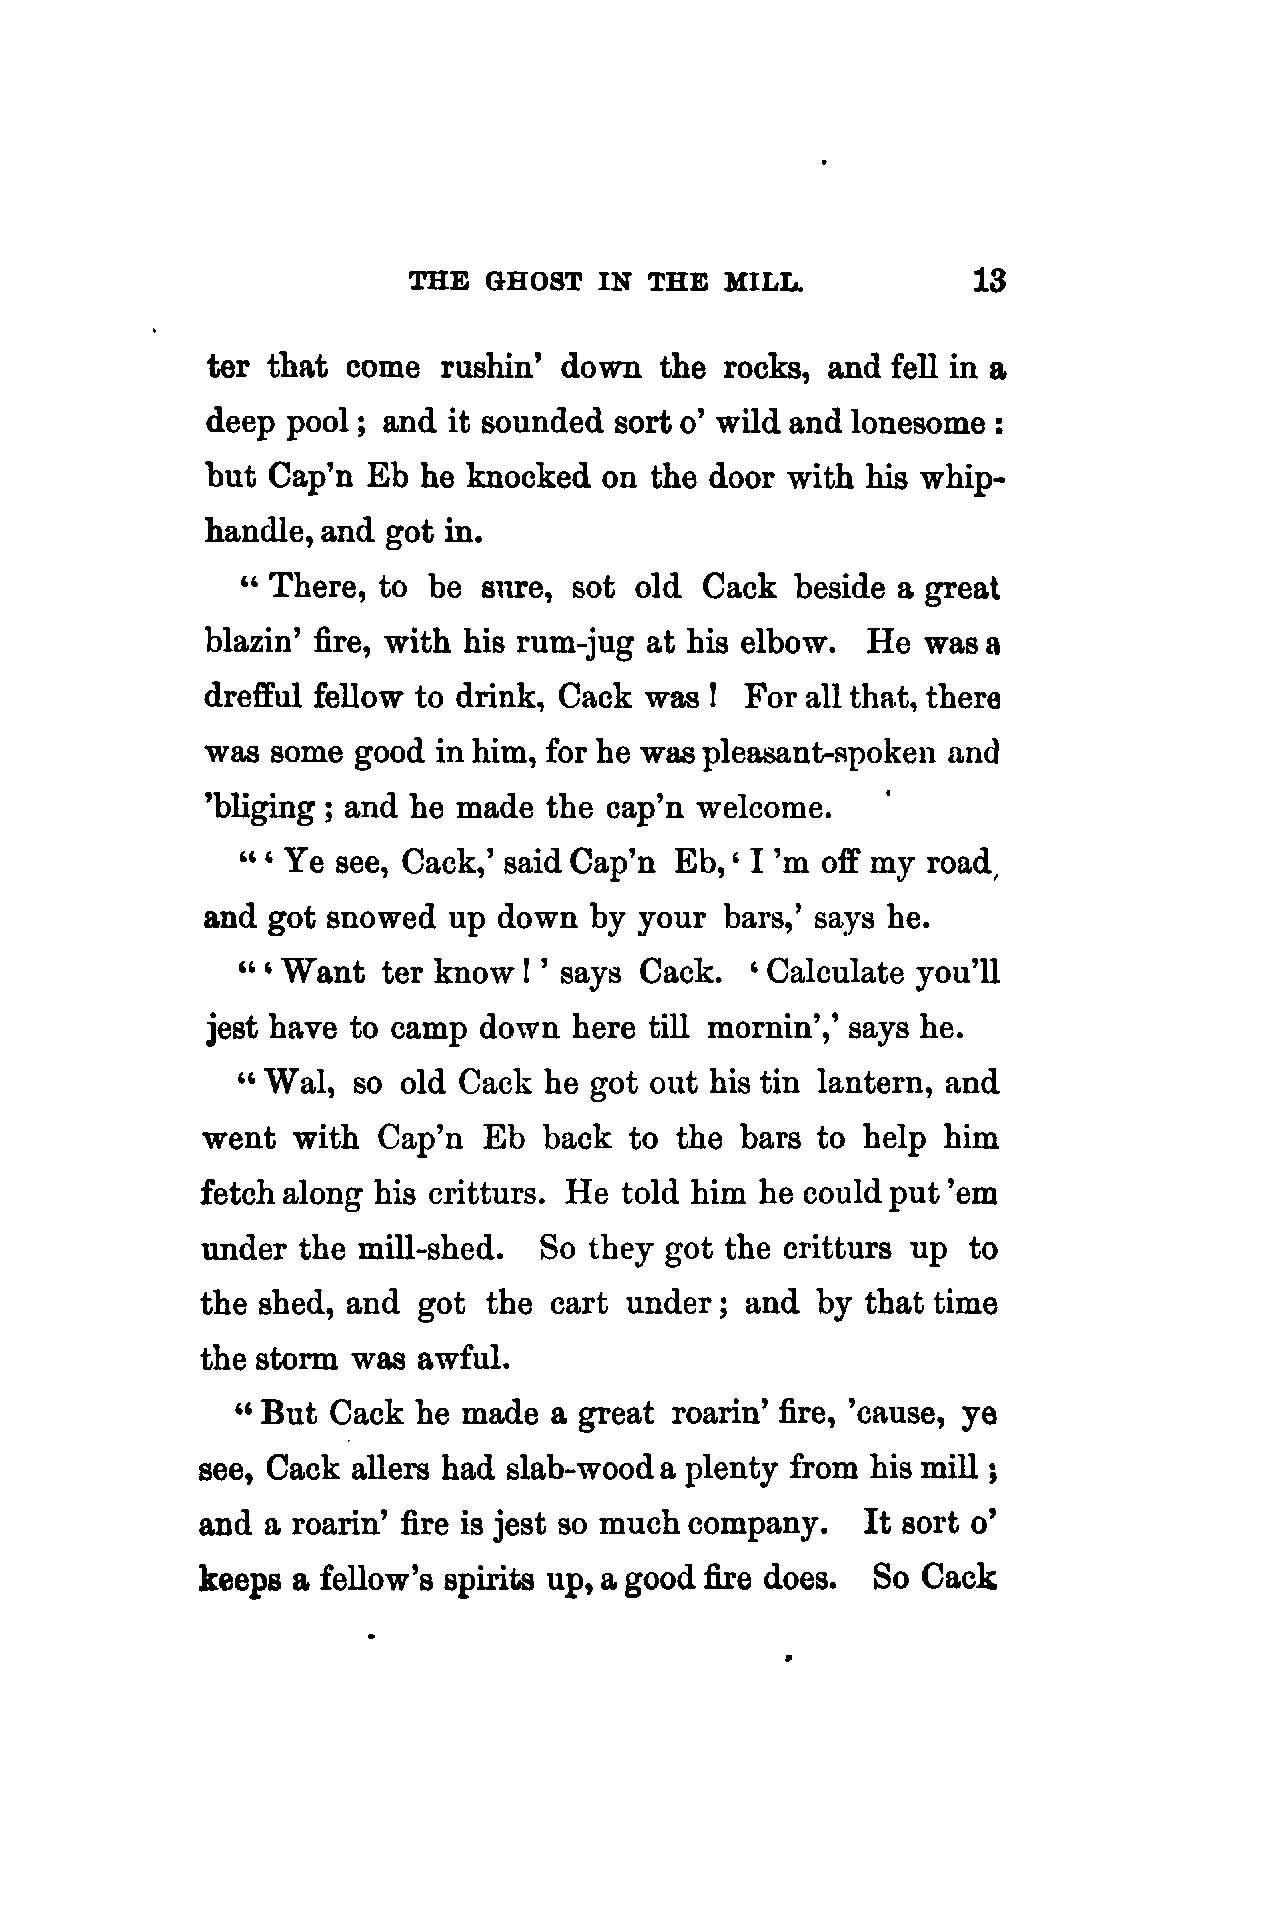 THE GHOST IN THE MILL. 13
ter that come rushin' down the rocks, and fell in a
deep pool; and it sounded sort o' wild and lonesome:
but Cap'n Eb he knocked on the door with his whip-
handle, and got in.
"There, to be sure, sot old Cack beside a great
blazin' fire, with his rum-jug at his elbow. He was a
drefful fellow to drink, Cack was! For all that, there
was some good in him, for he was pleasant-spoken and
'bliging; and he made the cap'n welcome.
"'Ye see, Cack,' said Cap'n Eb, 'I 'm off my road,
and got snowed up down by your bars,' says he.
"'Want ter know!' says Cack. 'Calculate you'll
jest have to camp down here till mornin',' says he.
"Wal, so old Cack he got out his tin lantern, and
went with Cap'n Eb back to the bars to help him
fetch along his critturs. He told him he could put 'em
under the mill-shed. So they got the critturs up to
the shed, and got the cart under; and by that time
the storm was awful.
"But Cack he made a great roarin' fire, 'cause, ye
see, Cack allers had slab-wood a plenty from his mill;
and a roarin' fire is jest so much company. It sort o'
keeps a fellow's spirits up, a good fire does. So Cack